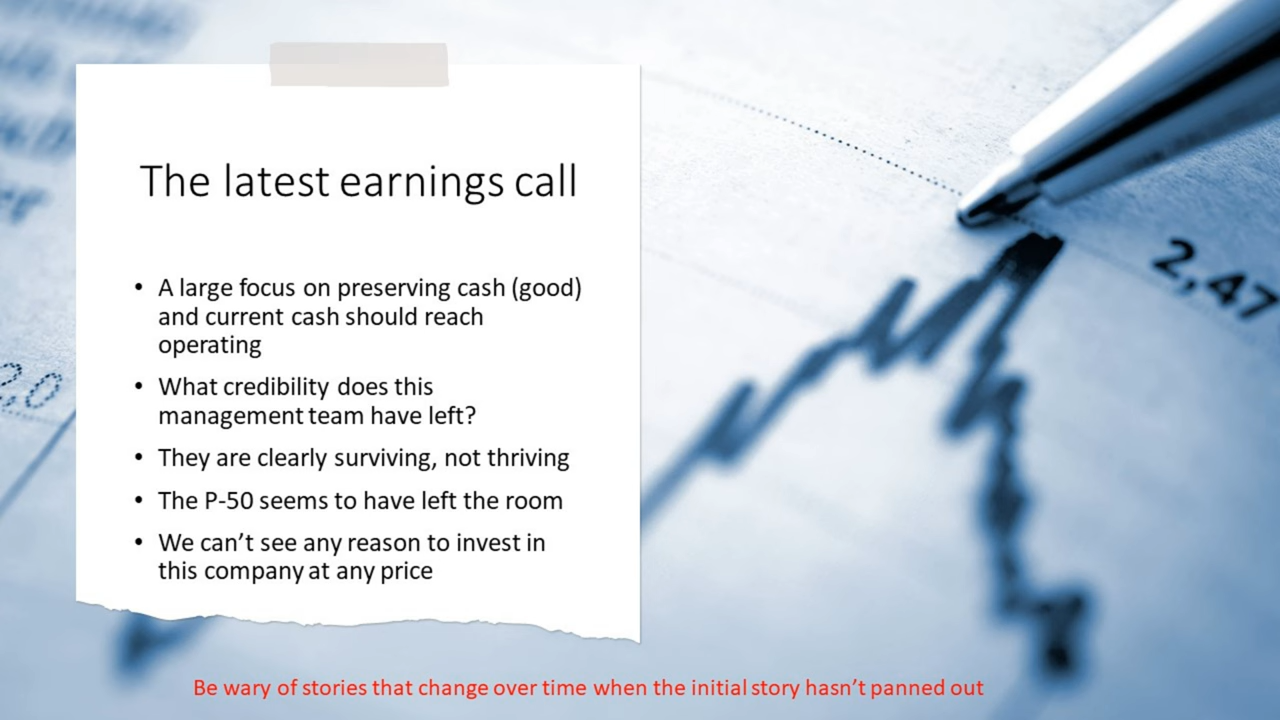 The latest earnings call
• A large focus on preserving cash (good)
and current cash should reach
operating
• What credibility does this
management team have left?
• They are clearly surviving, not thriving
• The P-50 seems to have left the room
• We can't see any reason to invest in
this company at any price
2,47
Be wary of stories that change over time when the initial story hasn't panned out